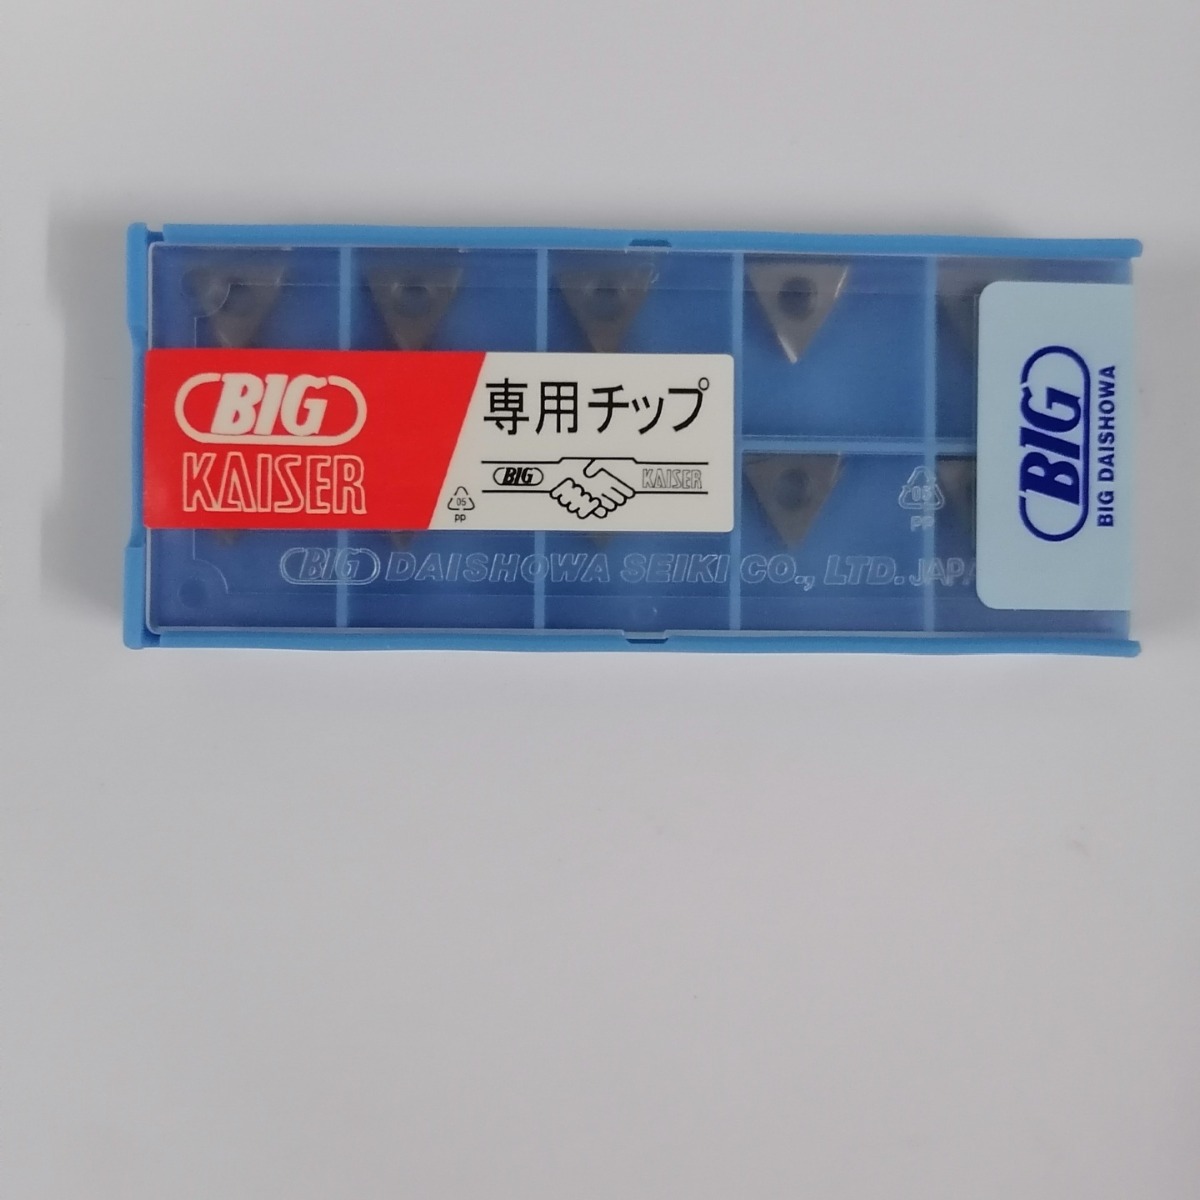 BIG
KAISER
専用チップ
BIG KAISER
05
PP
05
PP
BIG DAISHOWA SEIKI CO., LTD. JAPA
BIG
BIG DAISHOWA